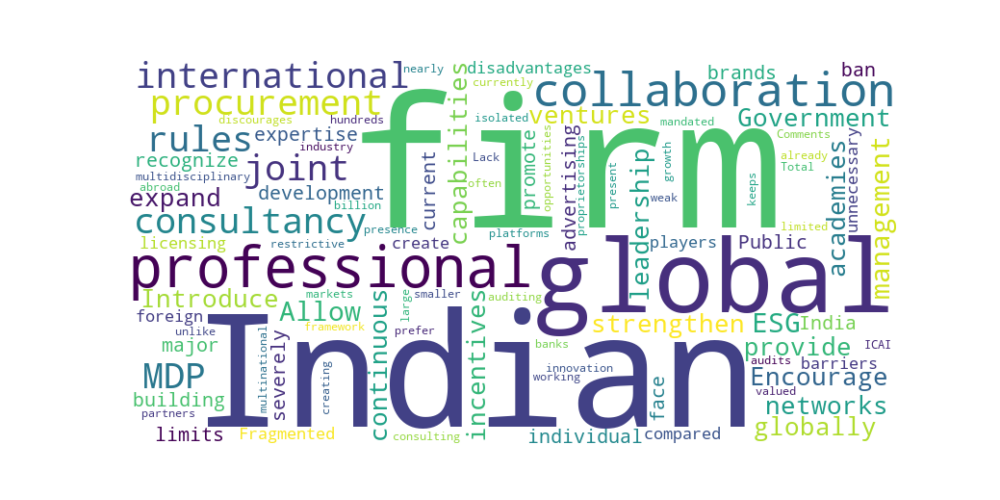 international
nearly
disadvantages
brands
ban
procurement
currently
collaboration
discourages
hundreds
firm
isolated
ventures
mandated
Government
rules
expertise
industry
capabilities
Lack
promote
opportunities
advertising
proprietorships
present
leadership
growth
Comments
unnecessary
recognize
joint
current
already
multidisciplinary
often
weak
Total
academies
management
abroad
expand
development
billion
keeps
consultancy
presence
platforms
limited
licensing
restrictive
create
players
Public
professional
global
Introduce
markets
large
smaller
auditing
foreign
Allow
continuous
incentives
strengthen
ESG
India
unlike
framework
prefer
major
multinational
severely
Indian
banks
provide
ICAI
MDP
creating
innovation
working
face
audits
barriers
Encourage
valued
building
networks
partners
limits
Fragmented
consulting
individual
compared
globally